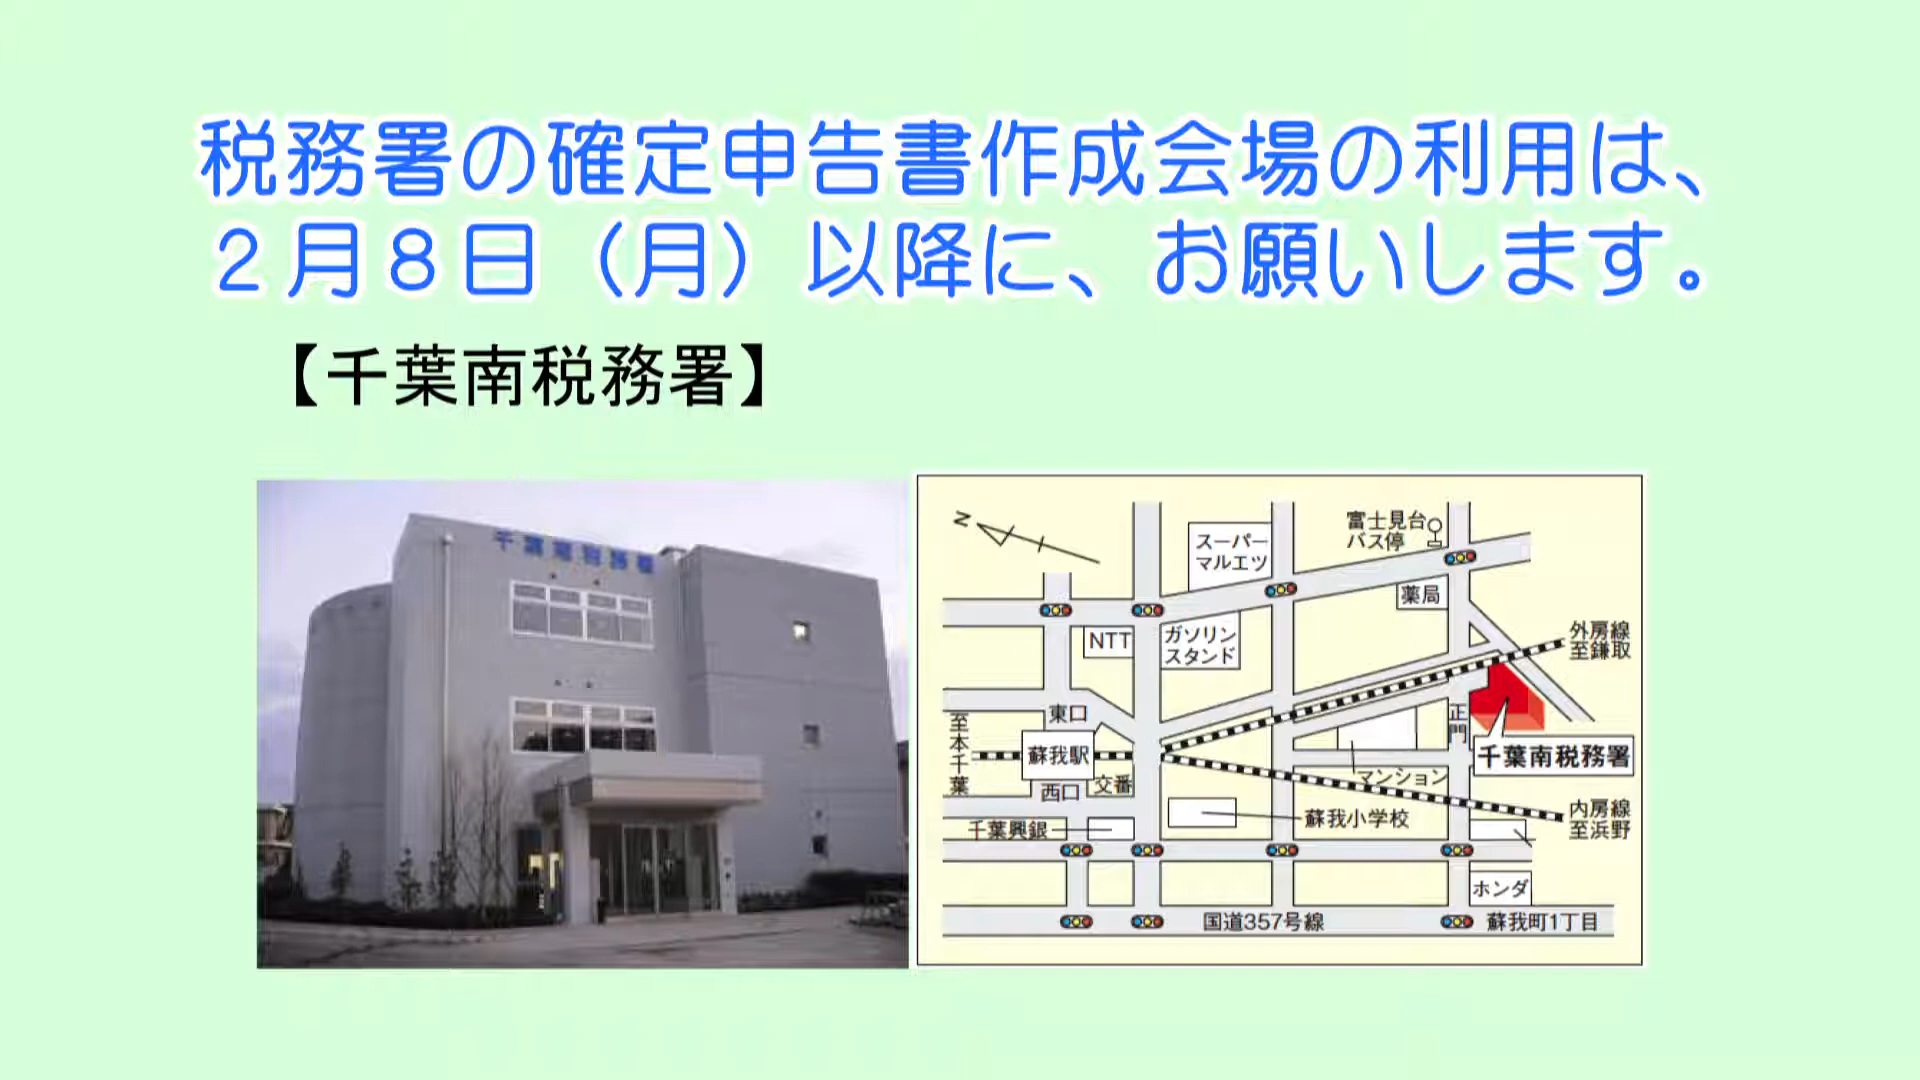 税務署の確定申告書作成会場の利用は、
２月８日（月）以降に、お願いします。
【千葉南税務署】
千葉南税務署
N
スーパー
マルエツ
富士見台
バス停
薬局
NTT
ガソリン
スタンド
外房線
至鎌取
東口
至本千葉
蘇我駅
西口
交番
正門
千葉南税務署
マンション
千葉興銀
蘇我小学校
内房線
至浜野
ホンダ
国道357号線
蘇我町1丁目